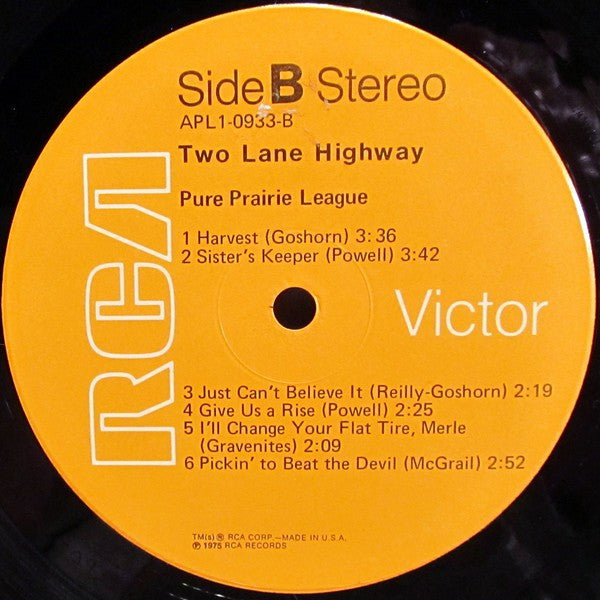 Side B Stereo
APL1-0933-B
Two Lane Highway
Pure Prairie League
1 Harvest (Goshorn) 3:36
2 Sister's Keeper (Powell) 3:42
RCA
Victor
3 Just Can't Believe It (Reilly-Goshorn) 2:19
4 Give Us a Rise (Powell) 2:25
5 I'll Change Your Flat Tire, Merle
(Gravenites) 2:09
6 Pickin' to Beat the Devil (McGrail) 2:52
TM(s) ® RCA CORP.—MADE IN U.S.A.
℗ 1975 RCA RECORDS